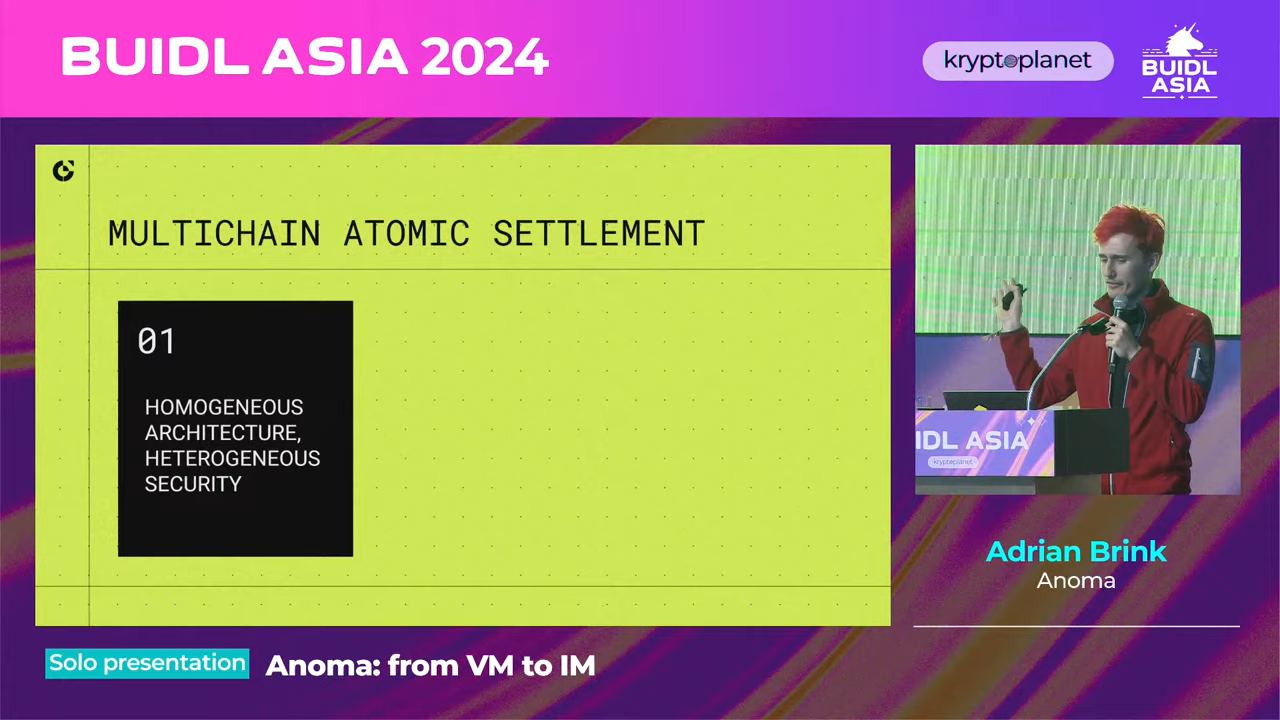 BUIDL ASIA 2024
kryptoplanet
BUIDL
ASIA
MULTICHAIN ATOMIC SETTLEMENT
01
HOMOGENEOUS
ARCHITECTURE,
HETEROGENEOUS
SECURITY
IDL ASIA
kryptoplanet
Adrian Brink
Anoma
Solo presentation
Anoma: from VM to IM